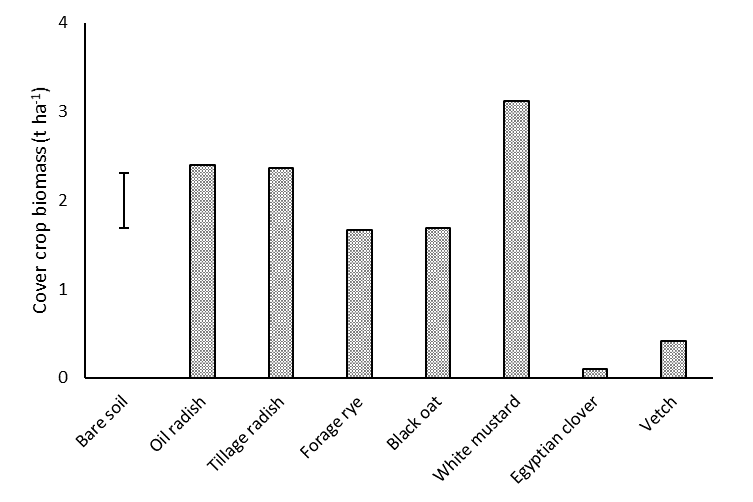 Cover crop biomass (t ha⁻¹)
4
3
2
1
0
Bare soil
Oil radish
Tillage radish
Forage rye
Black oat
White mustard
Egyptian clover
Vetch